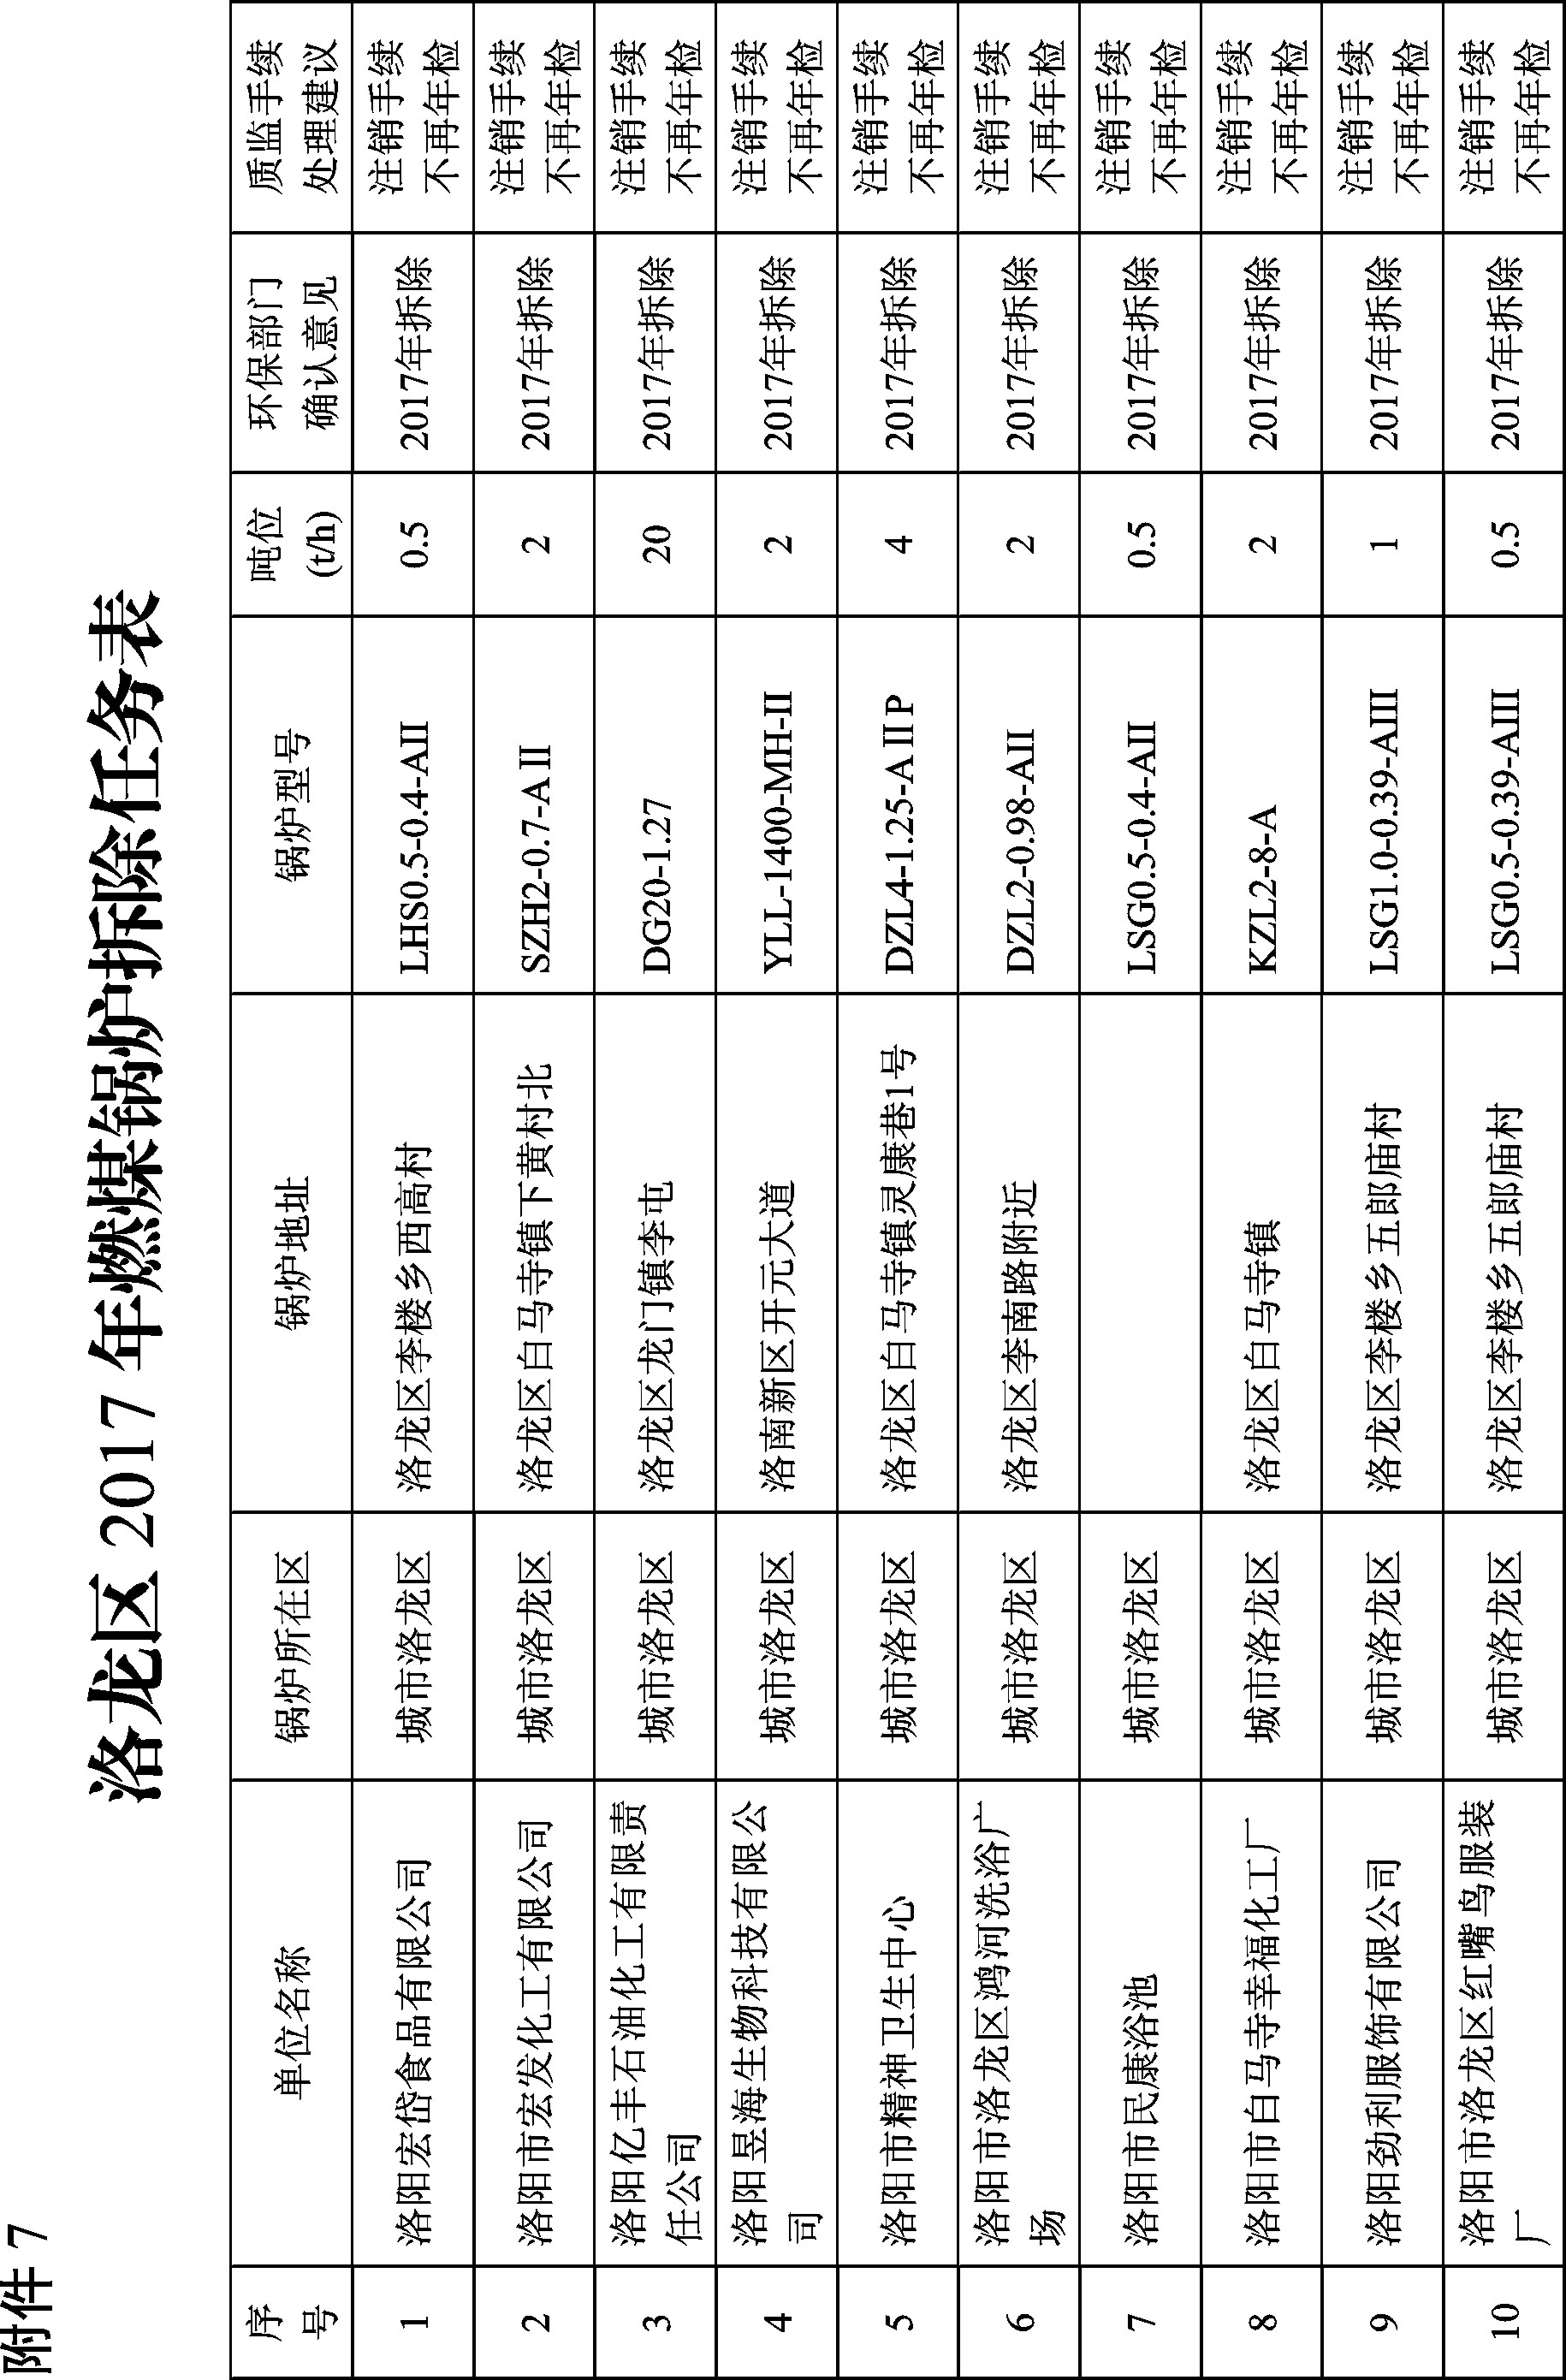 附件 7
洛龙区 2017 年燃煤锅炉拆除任务表
序号 单位名称 锅炉所在区 锅炉地址 锅炉型号 吨位(t/h) 环保部门确认意见 质监手续处理建议
1 洛阳宏岱食品有限公司 城市洛龙区 洛龙区李楼乡西高村 LHS0.5-0.4-AII 0.5 2017年拆除 注销手续不再年检
2 洛阳市宏发化工有限公司 城市洛龙区 洛龙区白马寺镇下黄村北 SZH2-0.7-A II 2 2017年拆除 注销手续不再年检
3 洛阳亿丰石油化工有限责任公司 城市洛龙区 洛龙区龙门镇李屯 DG20-1.27 20 2017年拆除 注销手续不再年检
4 洛阳昱海生物科技有限公司 城市洛龙区 洛南新区开元大道 YLL-1400-MH-II 2 2017年拆除 注销手续不再年检
5 洛阳市精神卫生中心 城市洛龙区 洛龙区白马寺镇灵康巷1号 DZL4-1.25-A II P 4 2017年拆除 注销手续不再年检
6 洛阳市洛龙区鸿河洗浴广场 城市洛龙区 洛龙区李南路附近 DZL2-0.98-AII 2 2017年拆除 注销手续不再年检
7 洛阳市民康浴池 城市洛龙区 LSG0.5-0.4-AII 0.5 2017年拆除 注销手续不再年检
8 洛阳市白马寺幸福化工厂 城市洛龙区 洛龙区白马寺镇 KZL2-8-A 2 2017年拆除 注销手续不再年检
9 洛阳劲利服饰有限公司 城市洛龙区 洛龙区李楼乡五郎庙村 LSG1.0-0.39-AIII 1 2017年拆除 注销手续不再年检
10 洛阳市洛龙区红嘴鸟服装厂 城市洛龙区 洛龙区李楼乡五郎庙村 LSG0.5-0.39-AIII 0.5 2017年拆除 注销手续不再年检